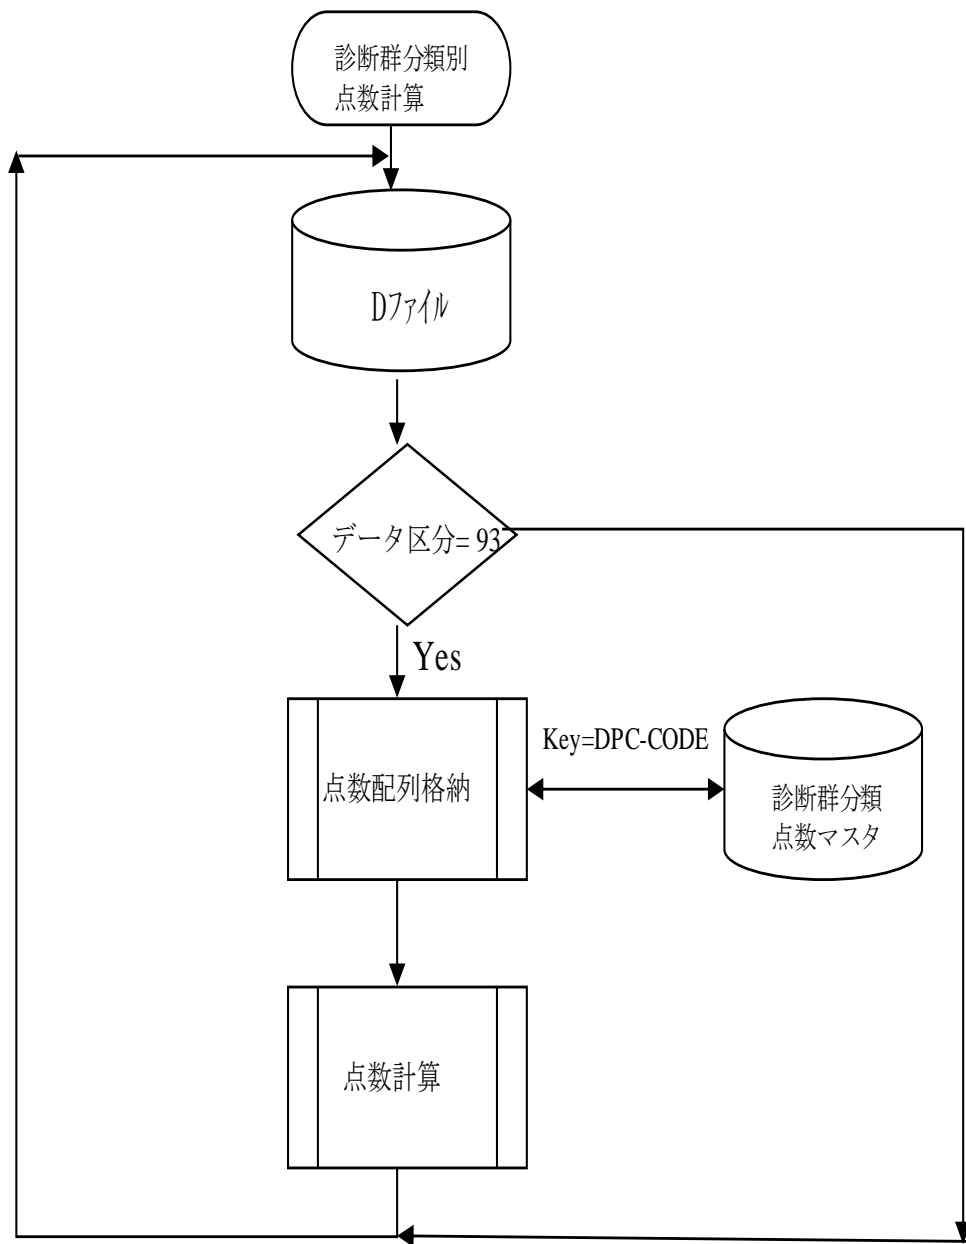 診断群分類別
点数計算
Dファイル
データ区分= 93
Yes
点数配列格納
Key=DPC-CODE
診断群分類
点数マスタ
点数計算